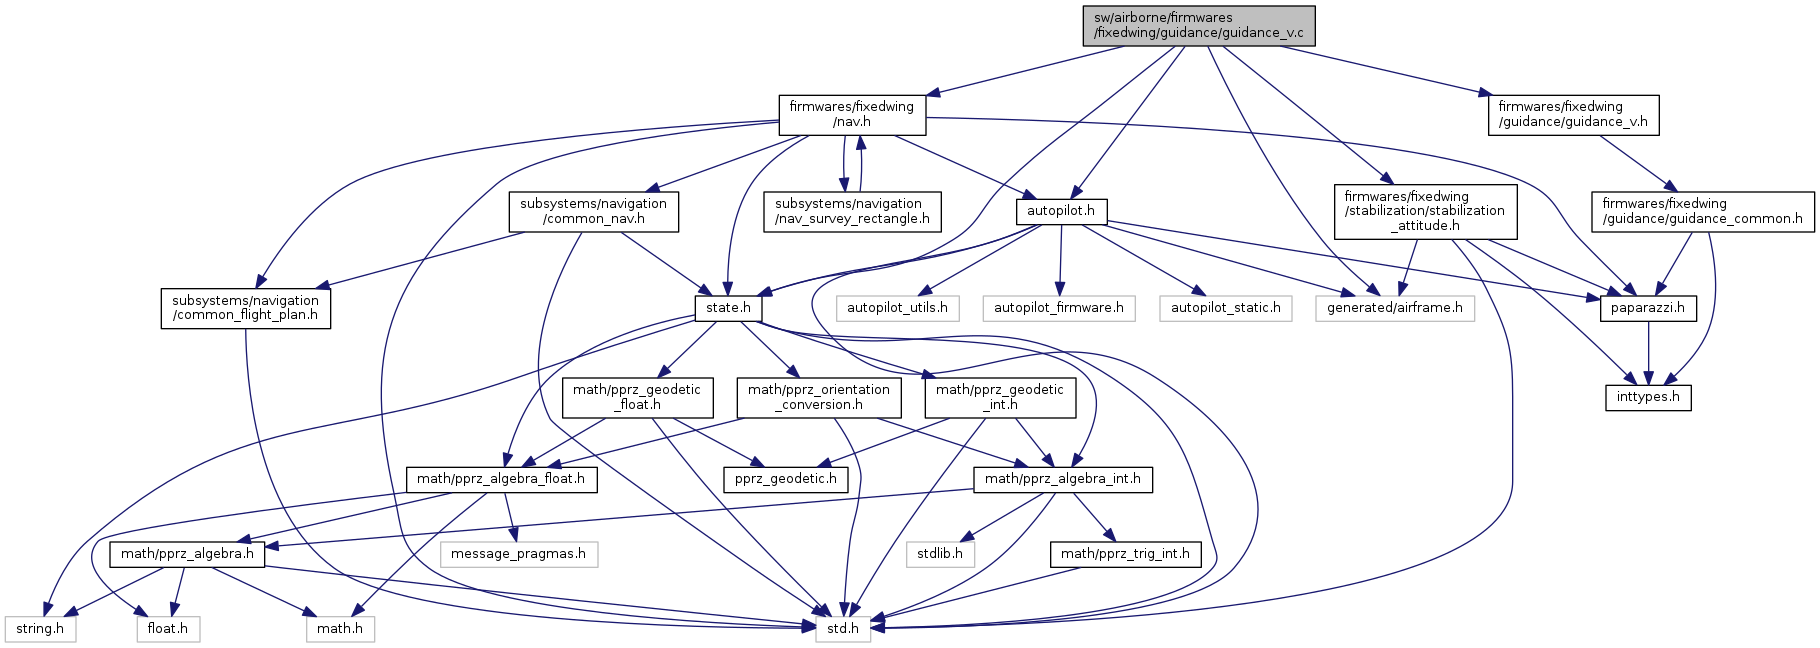 sw/airborne/firmwares
/fixedwing/guidance/guidance_v.c
firmwares/fixedwing
/nav.h
firmwares/fixedwing
/guidance/guidance_v.h
subsystems/navigation
/common_nav.h
subsystems/navigation
/nav_survey_rectangle.h
autopilot.h
firmwares/fixedwing
/stabilization/stabilization
_attitude.h
firmwares/fixedwing
/guidance/guidance_common.h
subsystems/navigation
/common_flight_plan.h
state.h
autopilot_utils.h
autopilot_firmware.h
autopilot_static.h
generated/airframe.h
paparazzi.h
math/pprz_geodetic
_float.h
math/pprz_orientation
_conversion.h
math/pprz_geodetic
_int.h
inttypes.h
math/pprz_algebra_float.h
pprz_geodetic.h
math/pprz_algebra_int.h
math/pprz_algebra.h
message_pragmas.h
stdlib.h
math/pprz_trig_int.h
string.h
float.h
math.h
std.h